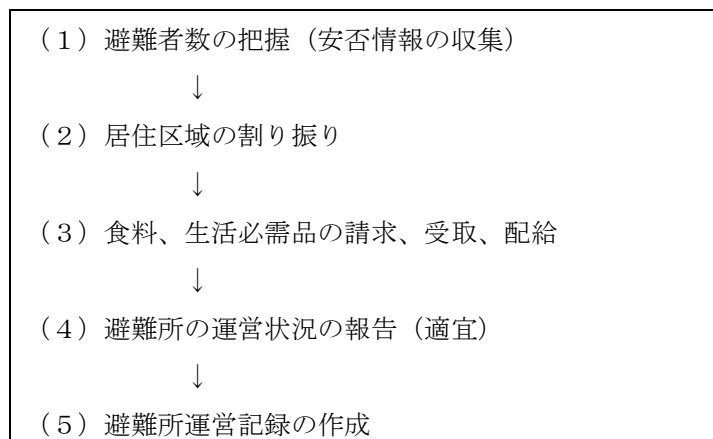 （１）避難者数の把握（安否情報の収集）
↓
（２）居住区域の割り振り
↓
（３）食料、生活必需品の請求、受取、配給
↓
（４）避難所の運営状況の報告（適宜）
↓
（５）避難所運営記録の作成